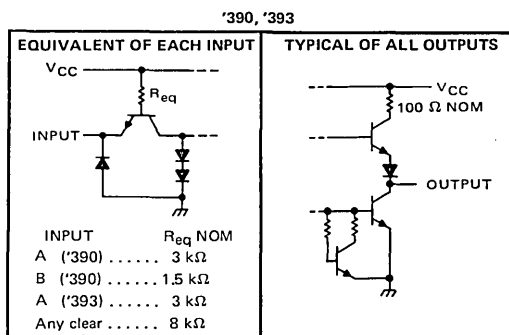 '390, '393
EQUIVALENT OF EACH INPUT
VCC
Req
INPUT
INPUT Req NOM
A ('390) ...... 3 kΩ
B ('390) ...... 1.5 kΩ
A ('393) ...... 3 kΩ
Any clear ...... 8 kΩ
TYPICAL OF ALL OUTPUTS
VCC
100 Ω NOM
OUTPUT